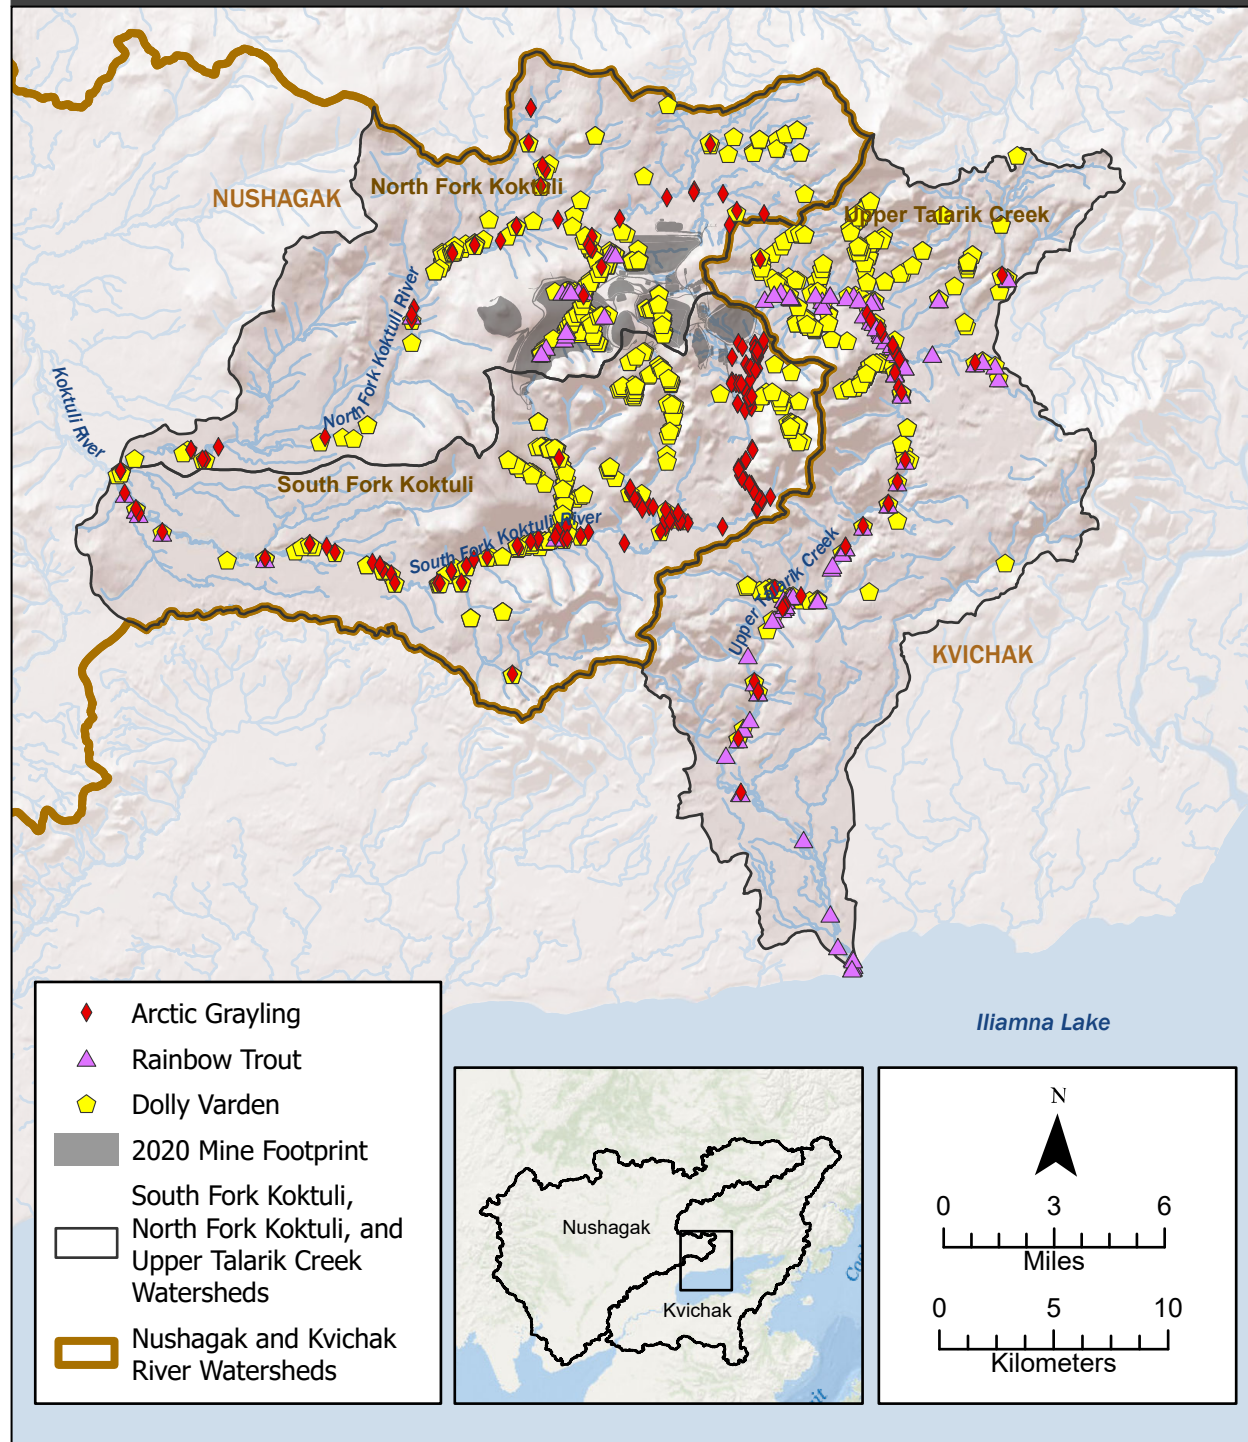 NUSHAGAK
North Fork Koktuli
Upper Talarik Creek
North Fork Koktuli River
Koktuli River
South Fork Koktuli
South Fork Koktuli River
Upper Talarik Creek
KVICHAK
Iliamna Lake
Arctic Grayling
Rainbow Trout
Dolly Varden
2020 Mine Footprint
South Fork Koktuli,
North Fork Koktuli, and
Upper Talarik Creek
Watersheds
Nushagak and Kvichak
River Watersheds
Nushagak
Kvichak
N
0 3 6
Miles
0 5 10
Kilometers